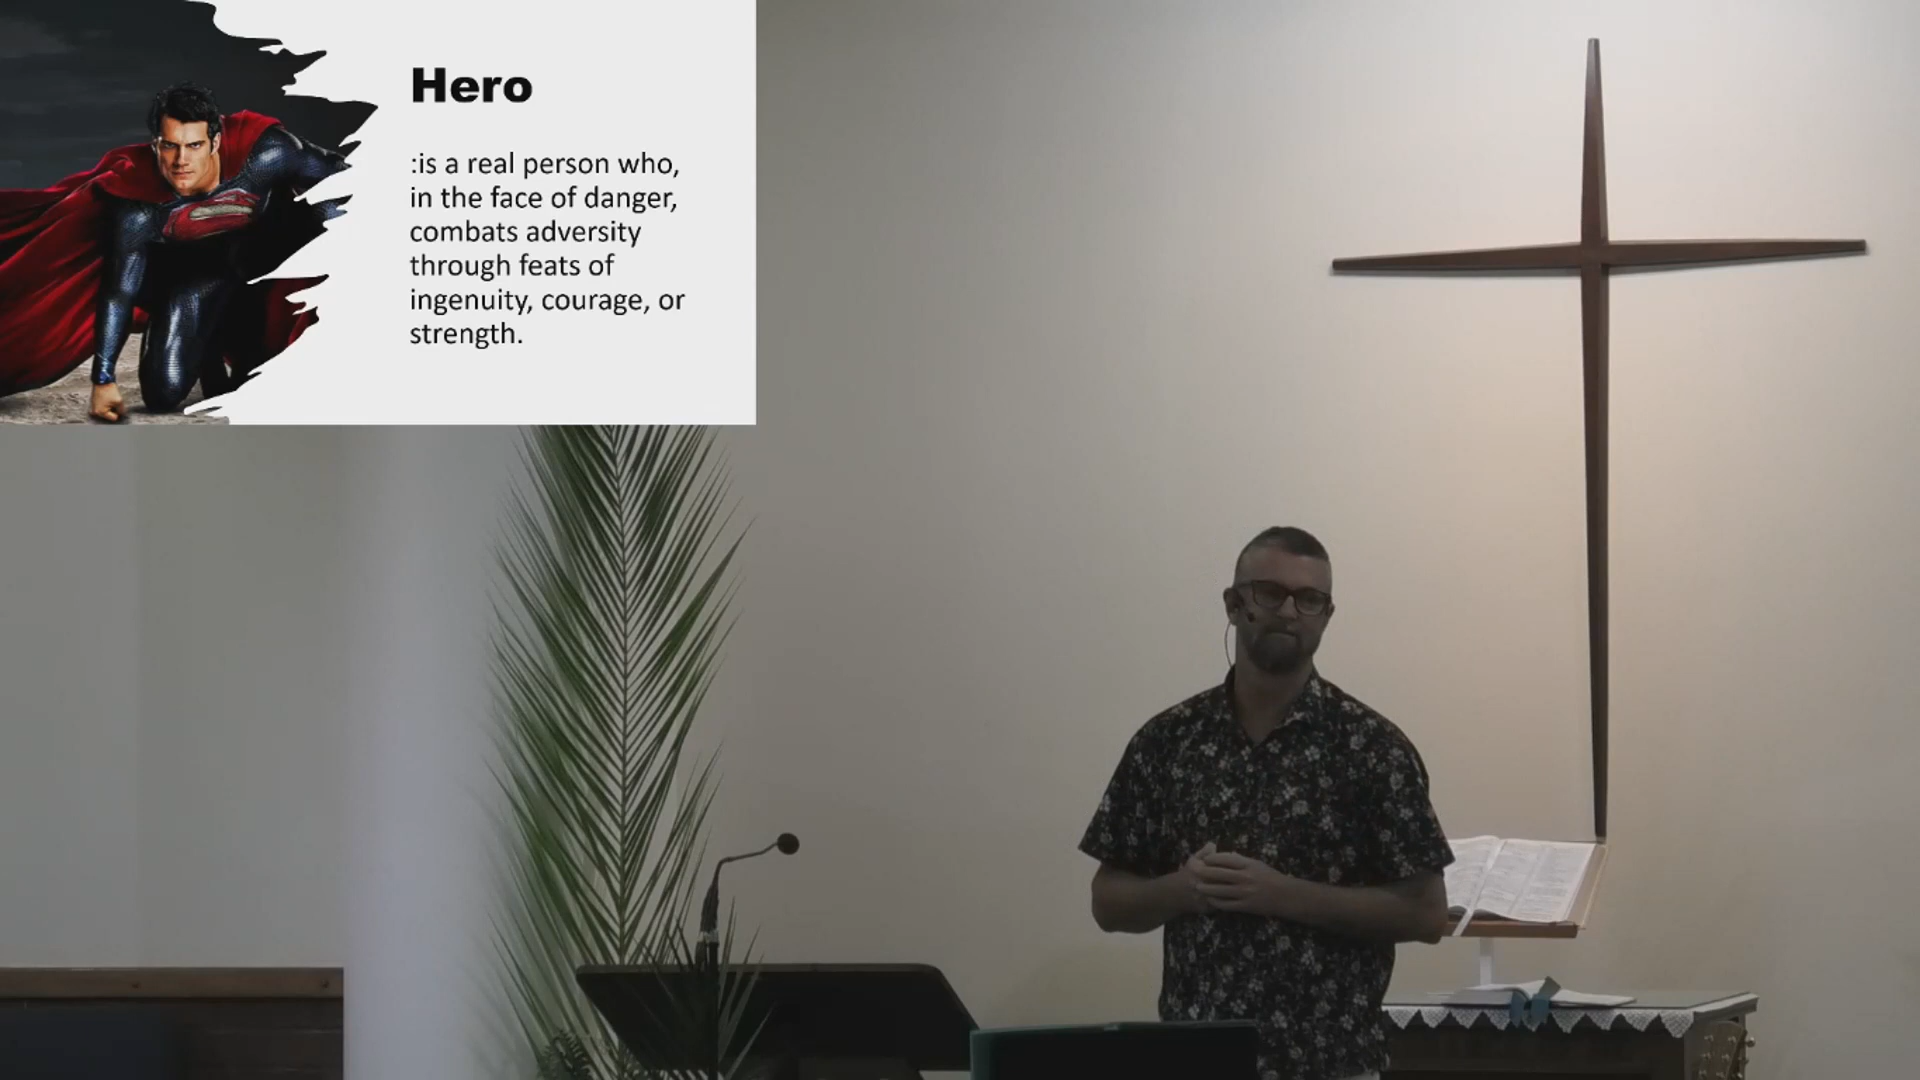 Hero
:is a real person who,
in the face of danger,
combats adversity
through feats of
ingenuity, courage, or
strength.